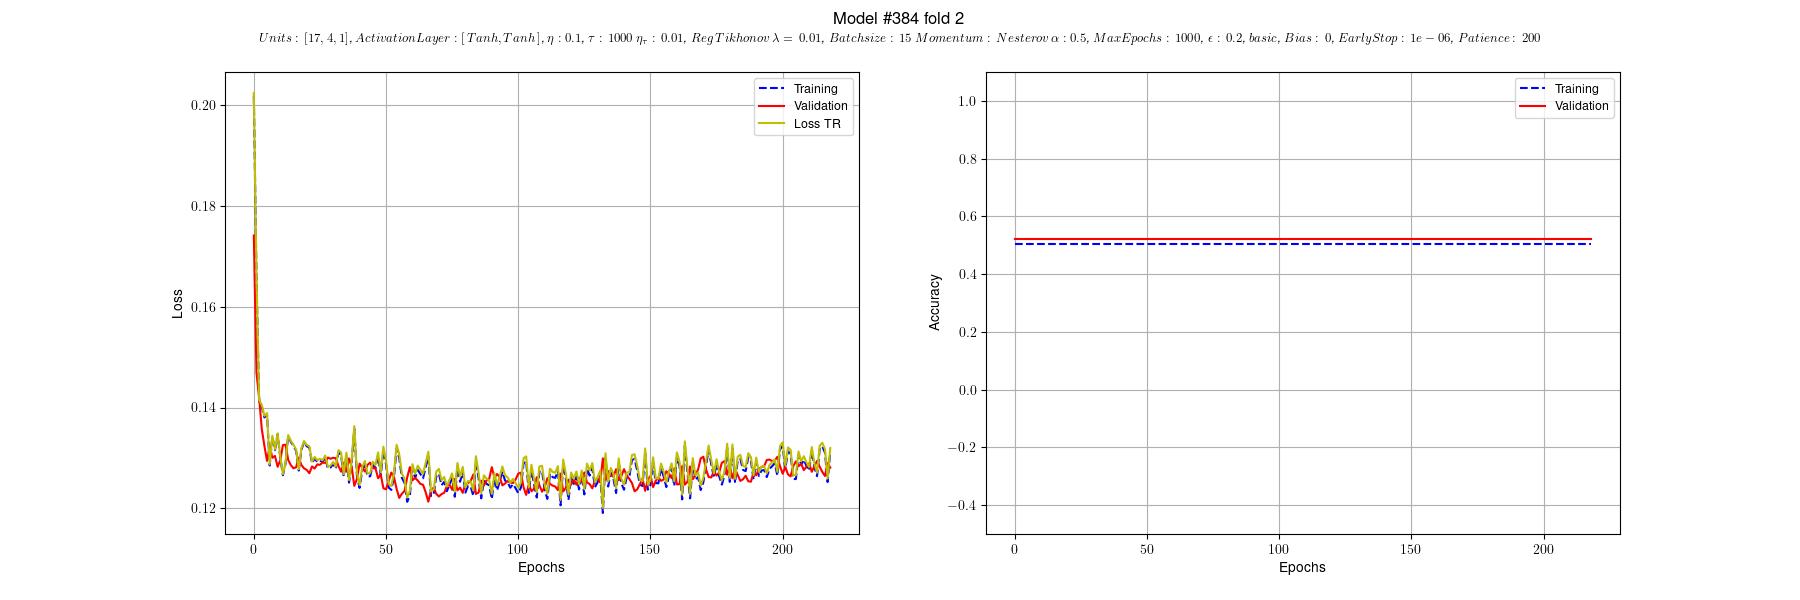 Model #384 fold 2
Units : [17, 4, 1], ActivationLayer : [Tanh, Tanh], η : 0.1, τ : 1000 ητ : 0.01, RegTikhonov λ = 0.01, Batchsize : 15 Momentum : Nesterov α : 0.5, MaxEpochs : 1000, ϵ : 0.2, basic, Bias : 0, EarlyStop : 1e − 06, Patience : 200
Loss
0.20
0.18
0.16
0.14
0.12
0
50
100
150
200
Epochs
Training
Validation
Loss TR
Accuracy
1.0
0.8
0.6
0.4
0.2
0.0
−0.2
−0.4
0
50
100
150
200
Epochs
Training
Validation